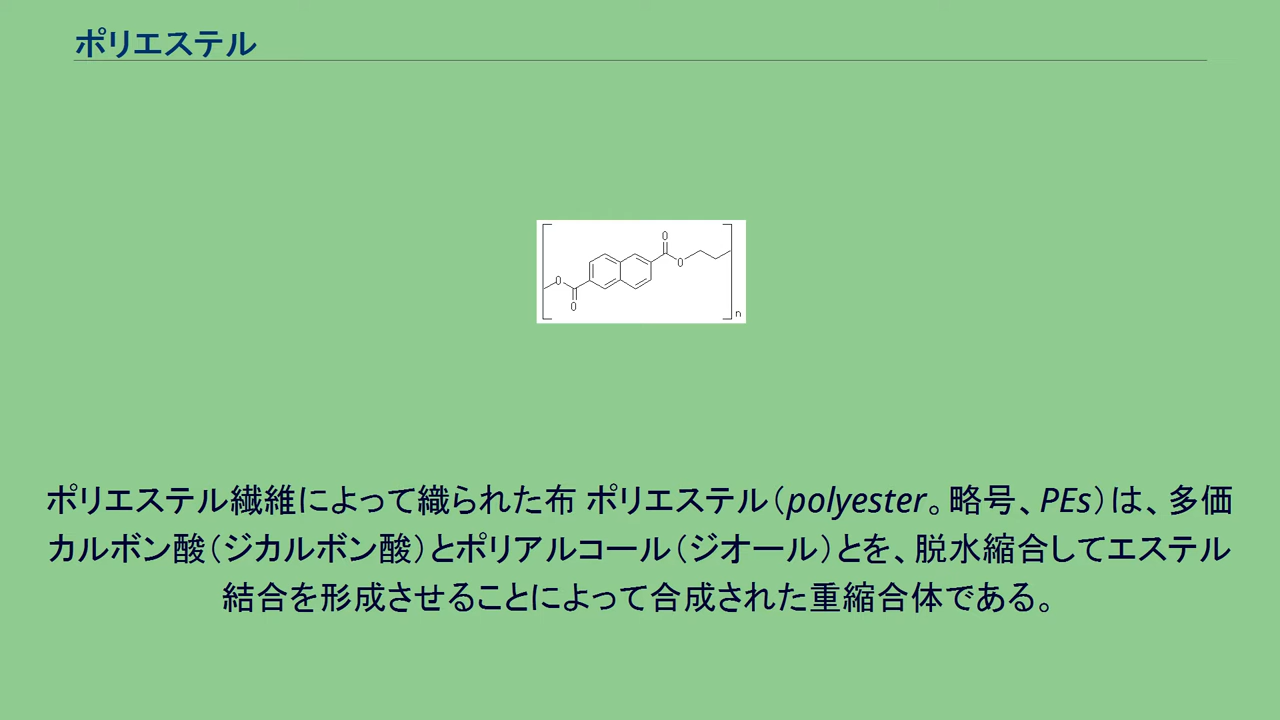 ポリエステル
O
O
O
O
n
ポリエステル繊維によって織られた布 ポリエステル（polyester。略号、PEs）は、多価
カルボン酸（ジカルボン酸）とポリアルコール（ジオール）とを、脱水縮合してエステル
結合を形成させることによって合成された重縮合体である。